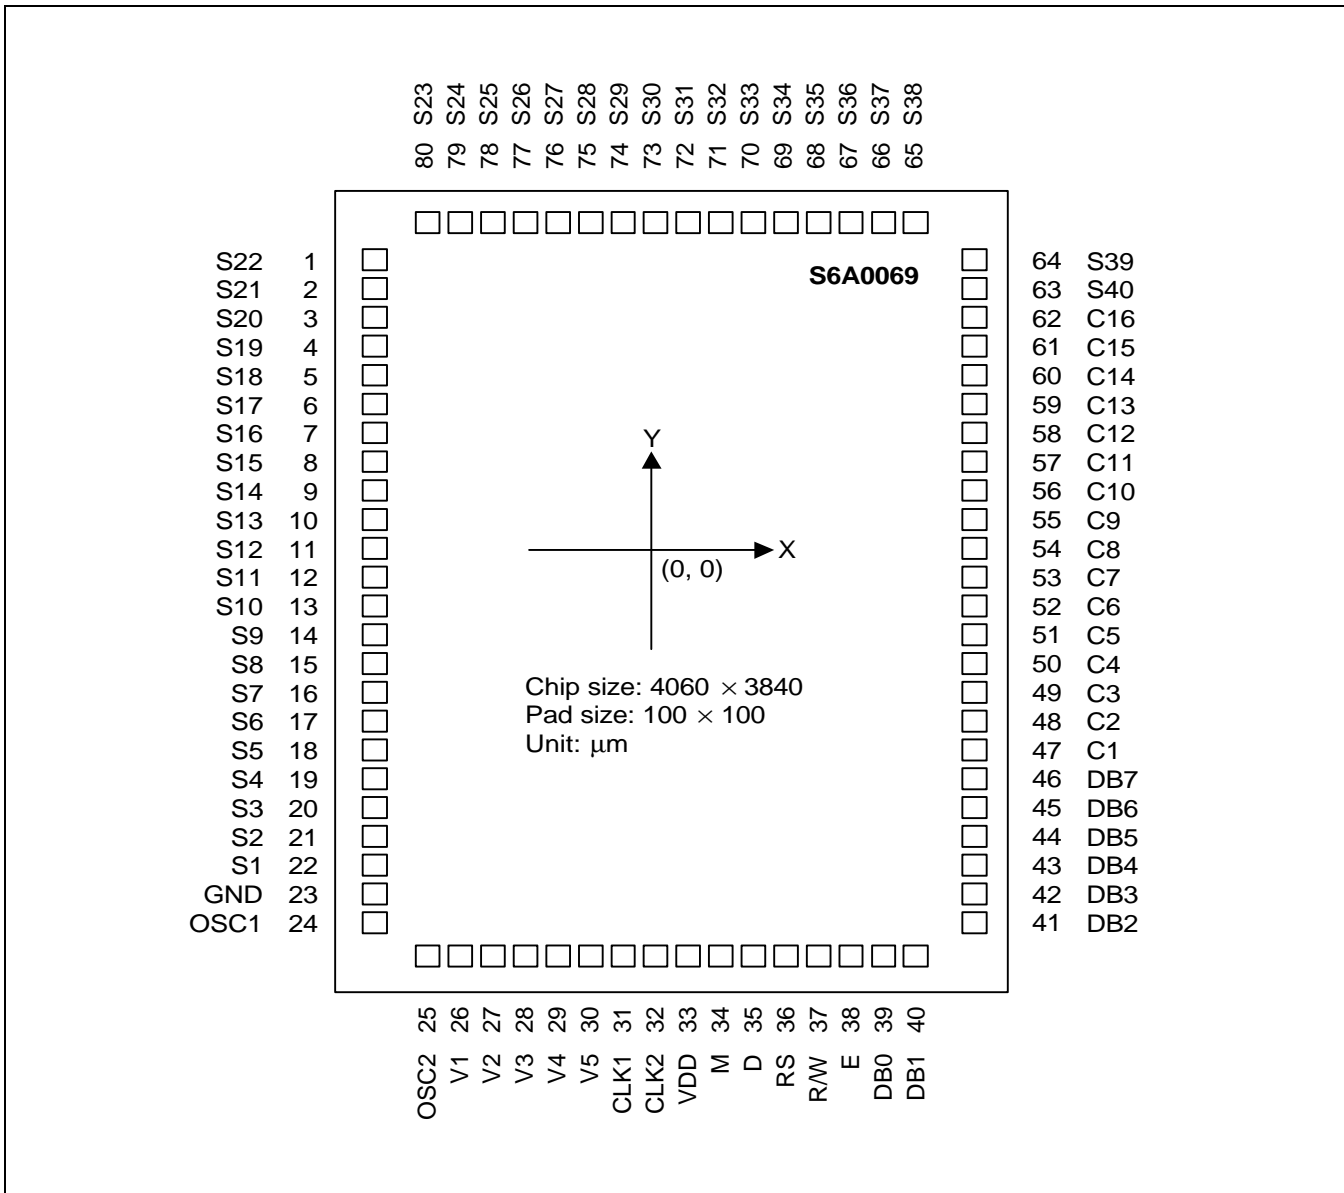 80 S23
79 S24
78 S25
77 S26
76 S27
75 S28
74 S29
73 S30
72 S31
71 S32
70 S33
69 S34
68 S35
67 S36
66 S37
65 S38
S6A0069
S22 1
S21 2
S20 3
S19 4
S18 5
S17 6
S16 7
S15 8
S14 9
S13 10
S12 11
S11 12
S10 13
S9 14
S8 15
S7 16
S6 17
S5 18
S4 19
S3 20
S2 21
S1 22
GND 23
OSC1 24
Y
X
(0, 0)
Chip size: 4060 × 3840
Pad size: 100 × 100
Unit: μm
64 S39
63 S40
62 C16
61 C15
60 C14
59 C13
58 C12
57 C11
56 C10
55 C9
54 C8
53 C7
52 C6
51 C5
50 C4
49 C3
48 C2
47 C1
46 DB7
45 DB6
44 DB5
43 DB4
42 DB3
41 DB2
OSC2 25
V1 26
V2 27
V3 28
V4 29
V5 30
CLK1 31
CLK2 32
VDD 33
M 34
D 35
RS 36
R/W 37
E 38
DB0 39
DB1 40